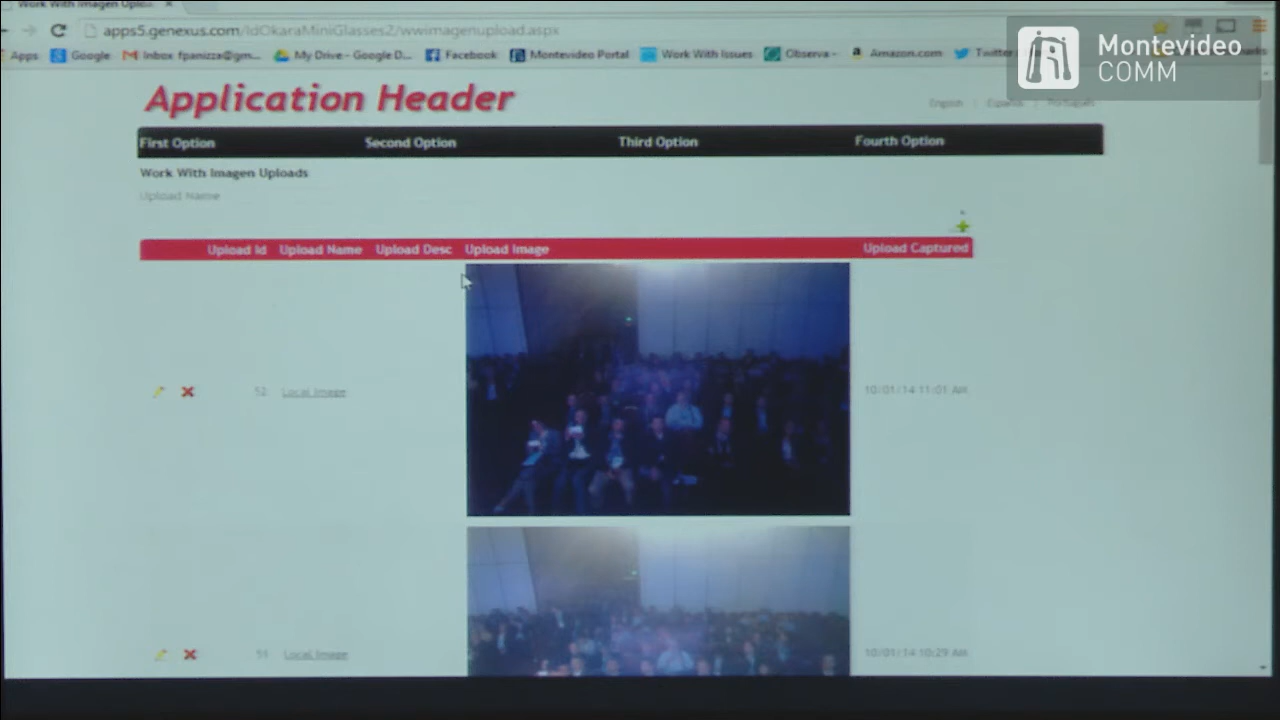 Work With Imagen Uplo...
apps5.genexus.com/IdOkaraMiniGlasses2/wwimagenupload.aspx
Apps Google Inbox fpanizza@gm... My Drive - Google D... Facebook Montevideo Portal Work With Issues Observa - Amazon.com Twitter
Montevideo
COMM
Application Header
English | Español | Português
First Option Second Option Third Option Fourth Option
Work With Imagen Uploads
Upload Name
Upload Id Upload Name Upload Desc Upload Image Upload Captured
52 Local Image 10/01/14 11:01 AM
51 Local Image 10/01/14 10:29 AM